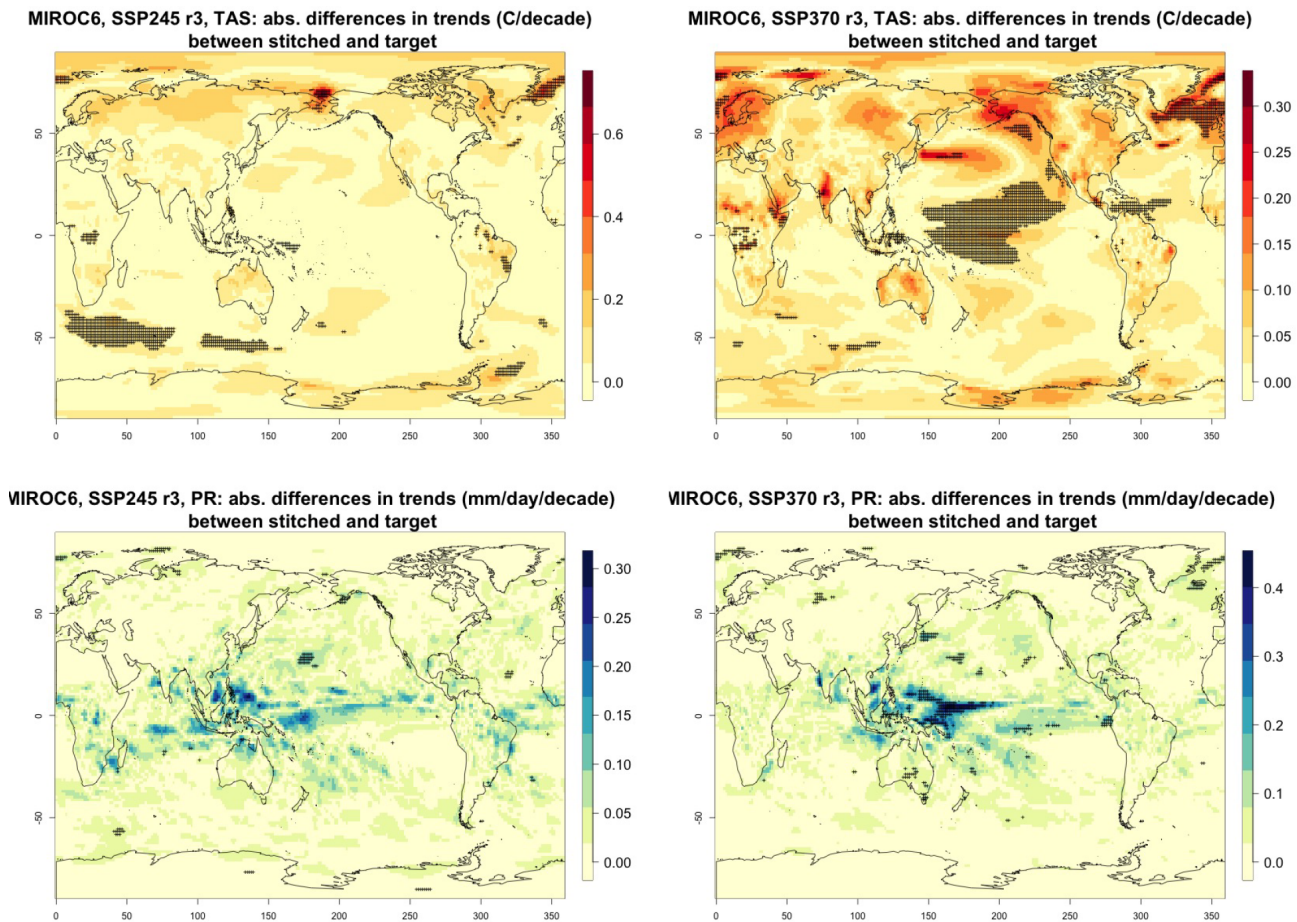 MIROC6, SSP245 r3, TAS: abs. differences in trends (C/decade)
between stitched and target
50
0
-50
0 50 100 150 200 250 300 350
0.6
0.4
0.2
0.0
MIROC6, SSP370 r3, TAS: abs. differences in trends (C/decade)
between stitched and target
50
0
-50
0 50 100 150 200 250 300 350
0.30
0.25
0.20
0.15
0.10
0.05
0.00
MIROC6, SSP245 r3, PR: abs. differences in trends (mm/day/decade)
between stitched and target
50
0
-50
0 50 100 150 200 250 300 350
0.30
0.25
0.20
0.15
0.10
0.05
0.00
MIROC6, SSP370 r3, PR: abs. differences in trends (mm/day/decade)
between stitched and target
50
0
-50
0 50 100 150 200 250 300 350
0.4
0.3
0.2
0.1
0.0